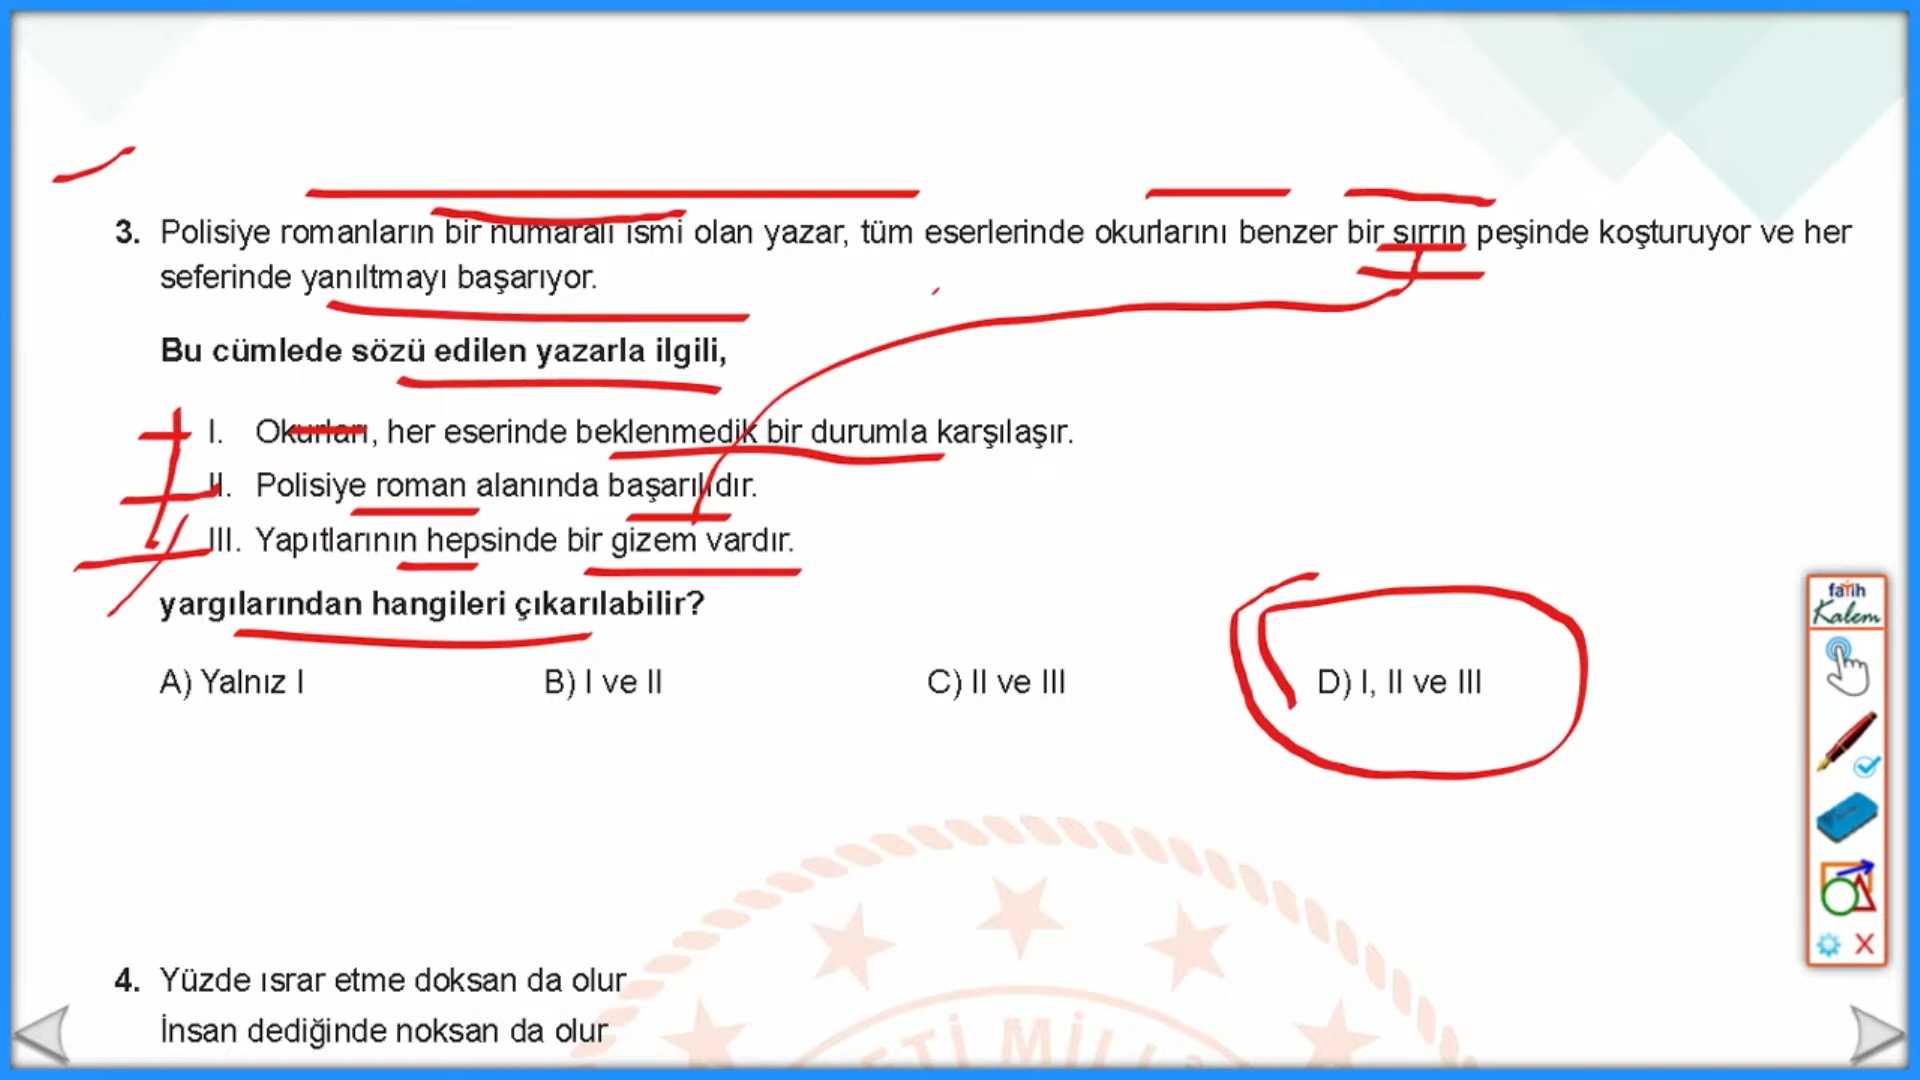 3. Polisiye romanların bir numaralı ismi olan yazar, tüm eserlerinde okurlarını benzer bir sırrın peşinde koşturuyor ve her
seferinde yanıltmayı başarıyor.
Bu cümlede sözü edilen yazarla ilgili,
I. Okurları, her eserinde beklenmedik bir durumla karşılaşır.
II. Polisiye roman alanında başarılıdır.
III. Yapıtlarının hepsinde bir gizem vardır.
yargılarından hangileri çıkarılabilir?
A) Yalnız I B) I ve II C) II ve III D) I, II ve III
fatih
Kalem
X
4. Yüzde ısrar etme doksan da olur
İnsan dediğinde noksan da olur